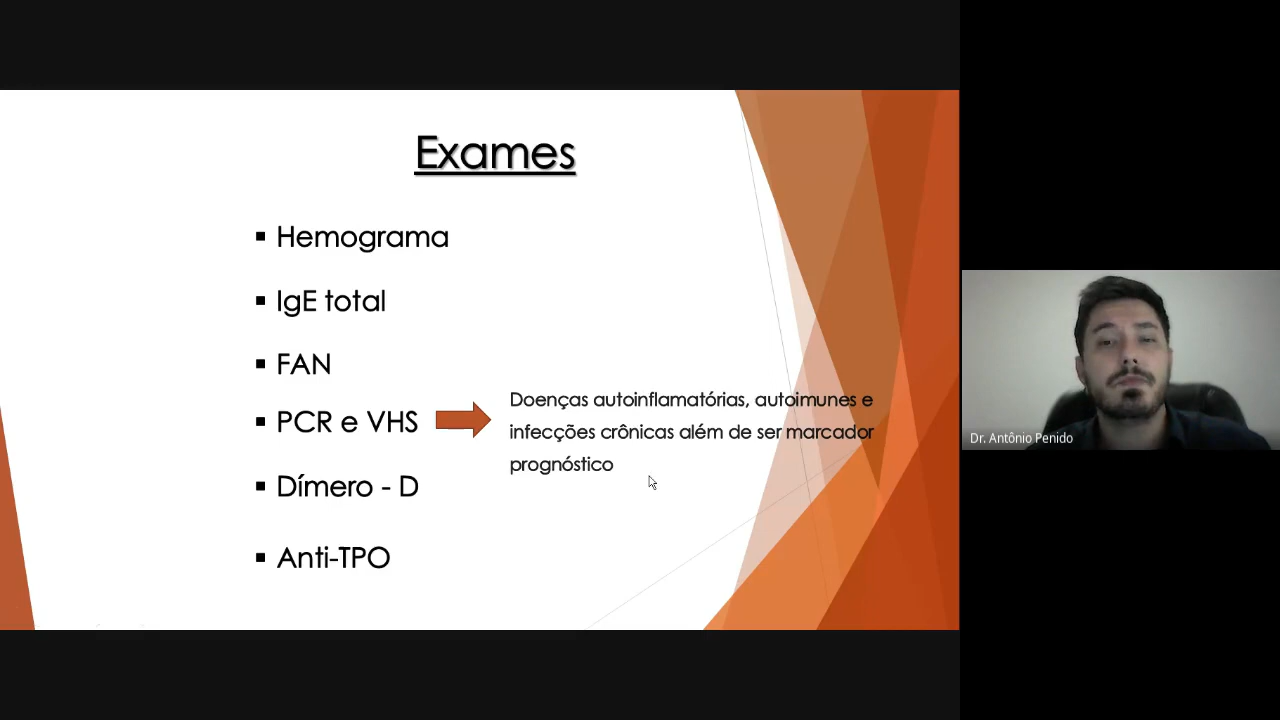 Exames
Hemograma
IgE total
FAN
PCR e VHS
Doenças autoinflamatórias, autoimunes e
infecções crônicas além de ser marcador
prognóstico
Dímero - D
Anti-TPO
Dr. Antônio Penido